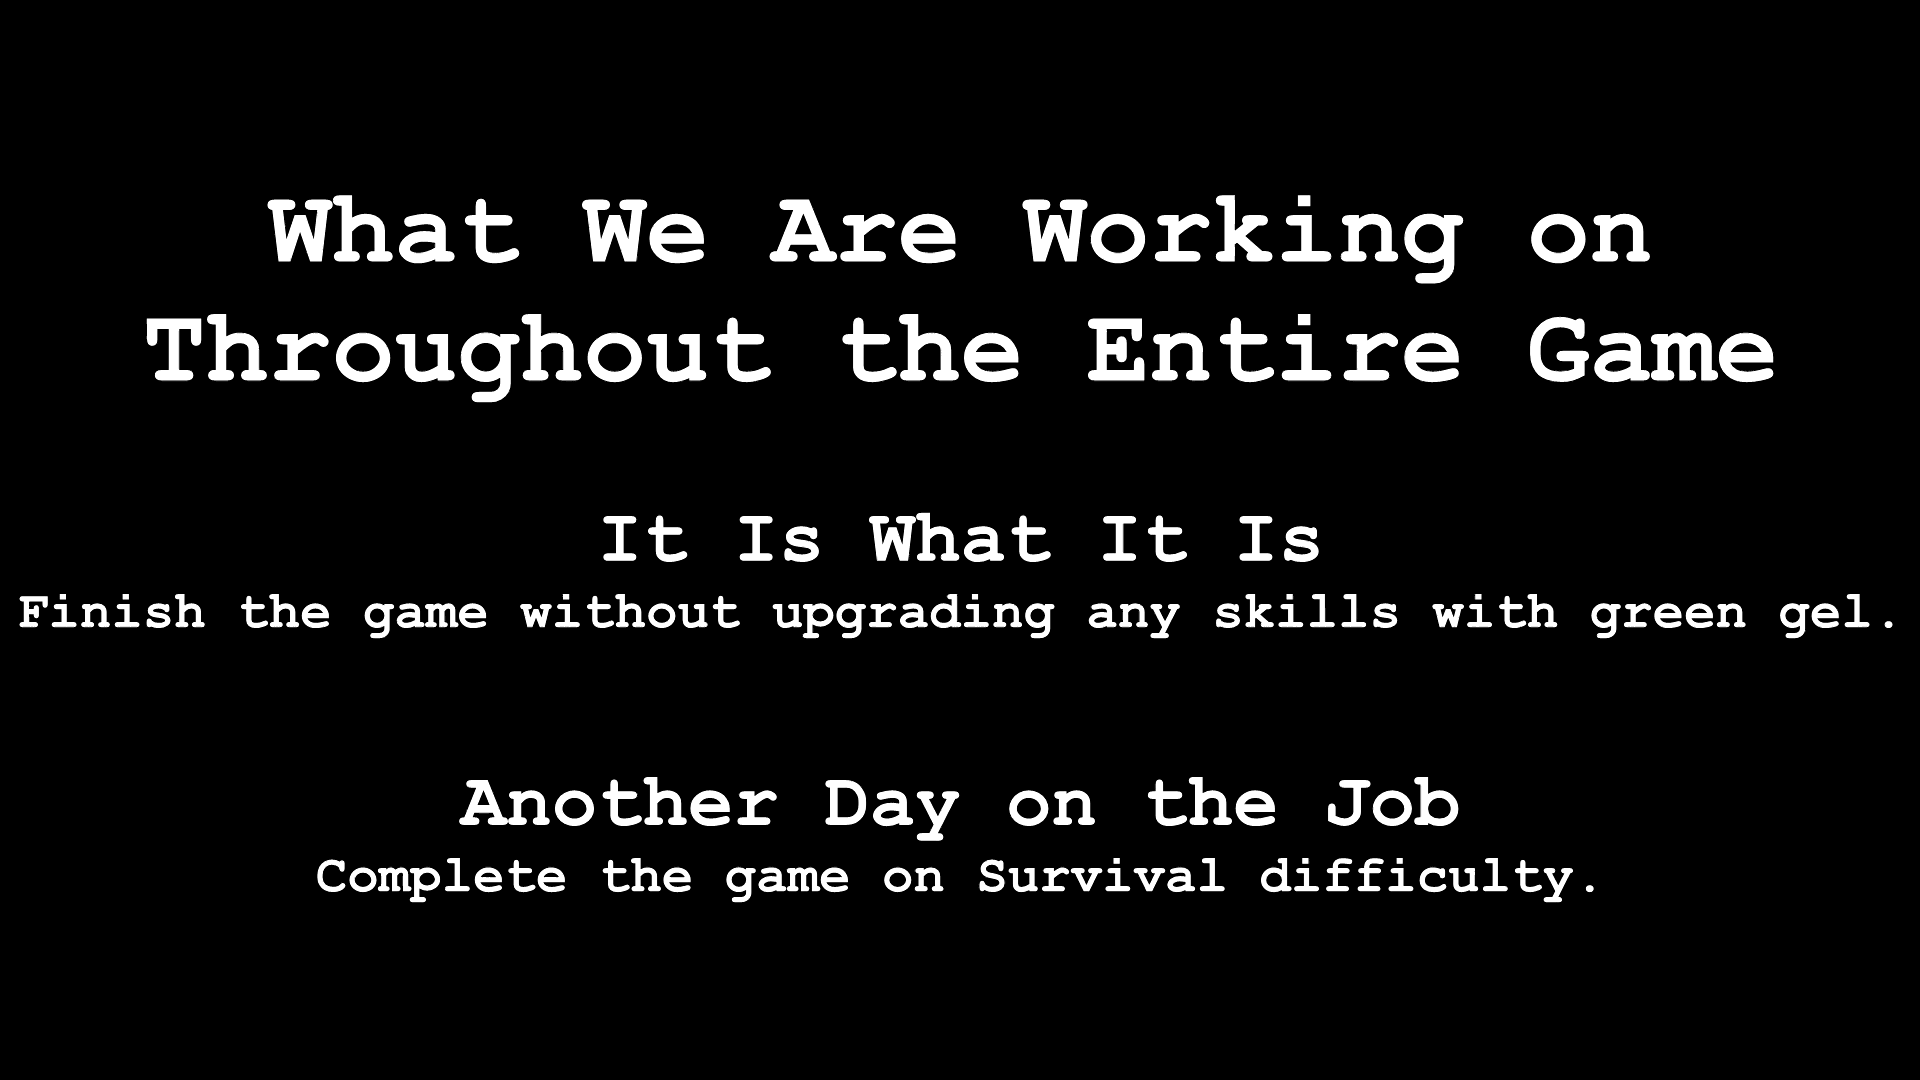 What We Are Working on
Throughout the Entire Game
It Is What It Is
Finish the game without upgrading any skills with green gel.
Another Day on the Job
Complete the game on Survival difficulty.